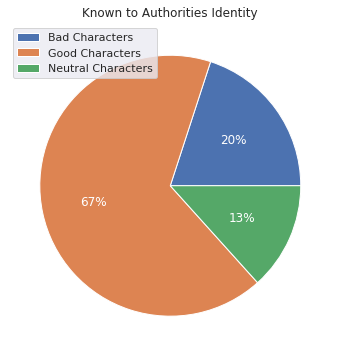 Known to Authorities Identity
Bad Characters
Good Characters
Neutral Characters
20%
67%
13%